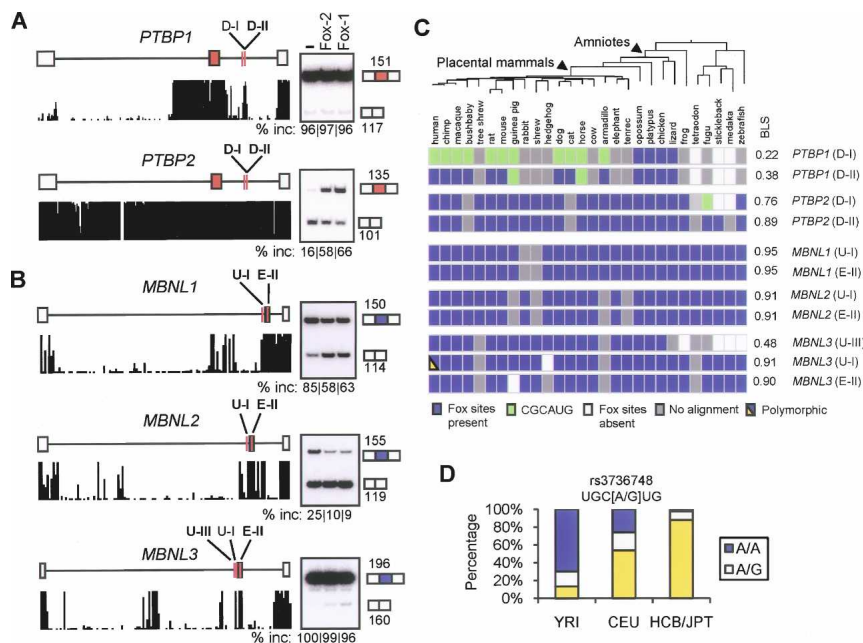 A
PTBP1
D-I
D-II
–
Fox-2
Fox-1
151
117
% inc: 96|97|96
PTBP2
D-I
D-II
135
101
% inc: 16|58|66
B
MBNL1
U-I
E-II
150
114
% inc: 85|58|63
MBNL2
U-I
E-II
155
119
% inc: 25|10|9
MBNL3
U-III
U-I
E-II
196
160
% inc: 100|99|96
C
Amniotes
Placental mammals
human
chimp
macaque
bushbaby
tree shrew
rat
mouse
guinea pig
rabbit
shrew
hedgehog
dog
cat
horse
cow
armadillo
elephant
tenrec
opossum
platypus
chicken
lizard
frog
tetraodon
fugu
stickleback
medaka
zebrafish
BLS
0.22 PTBP1 (D-I)
0.38 PTBP1 (D-II)
0.76 PTBP2 (D-I)
0.89 PTBP2 (D-II)
0.95 MBNL1 (U-I)
0.95 MBNL1 (E-II)
0.91 MBNL2 (U-I)
0.91 MBNL2 (E-II)
0.48 MBNL3 (U-III)
0.91 MBNL3 (U-I)
0.90 MBNL3 (E-II)
Fox sites present
CGCAUG
Fox sites absent
No alignment
Polymorphic
D
rs3736748
UGC[A/G]UG
Percentage
100%
80%
60%
40%
20%
0%
YRI
CEU
HCB/JPT
A/A
A/G